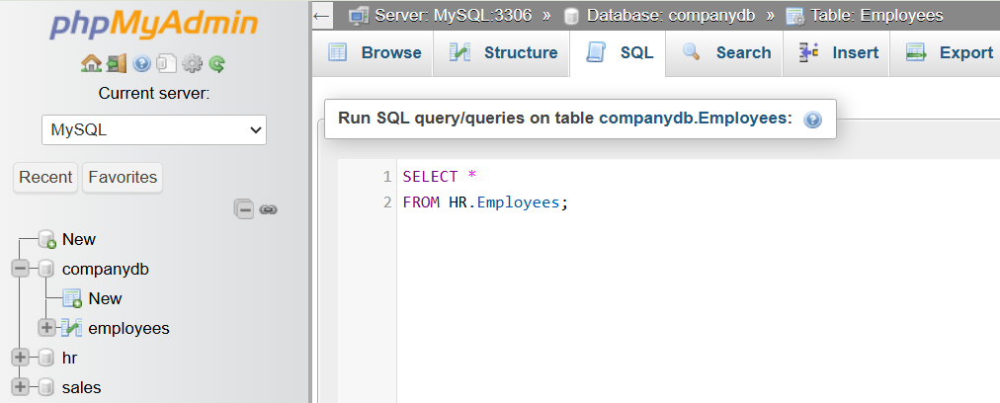 phpMyAdmin
Current server:
MySQL
Recent Favorites
New
companydb
New
employees
hr
sales
Server: MySQL:3306 » Database: companydb » Table: Employees
Browse Structure SQL Search Insert Export
Run SQL query/queries on table companydb.Employees:
1 SELECT *
2 FROM HR.Employees;